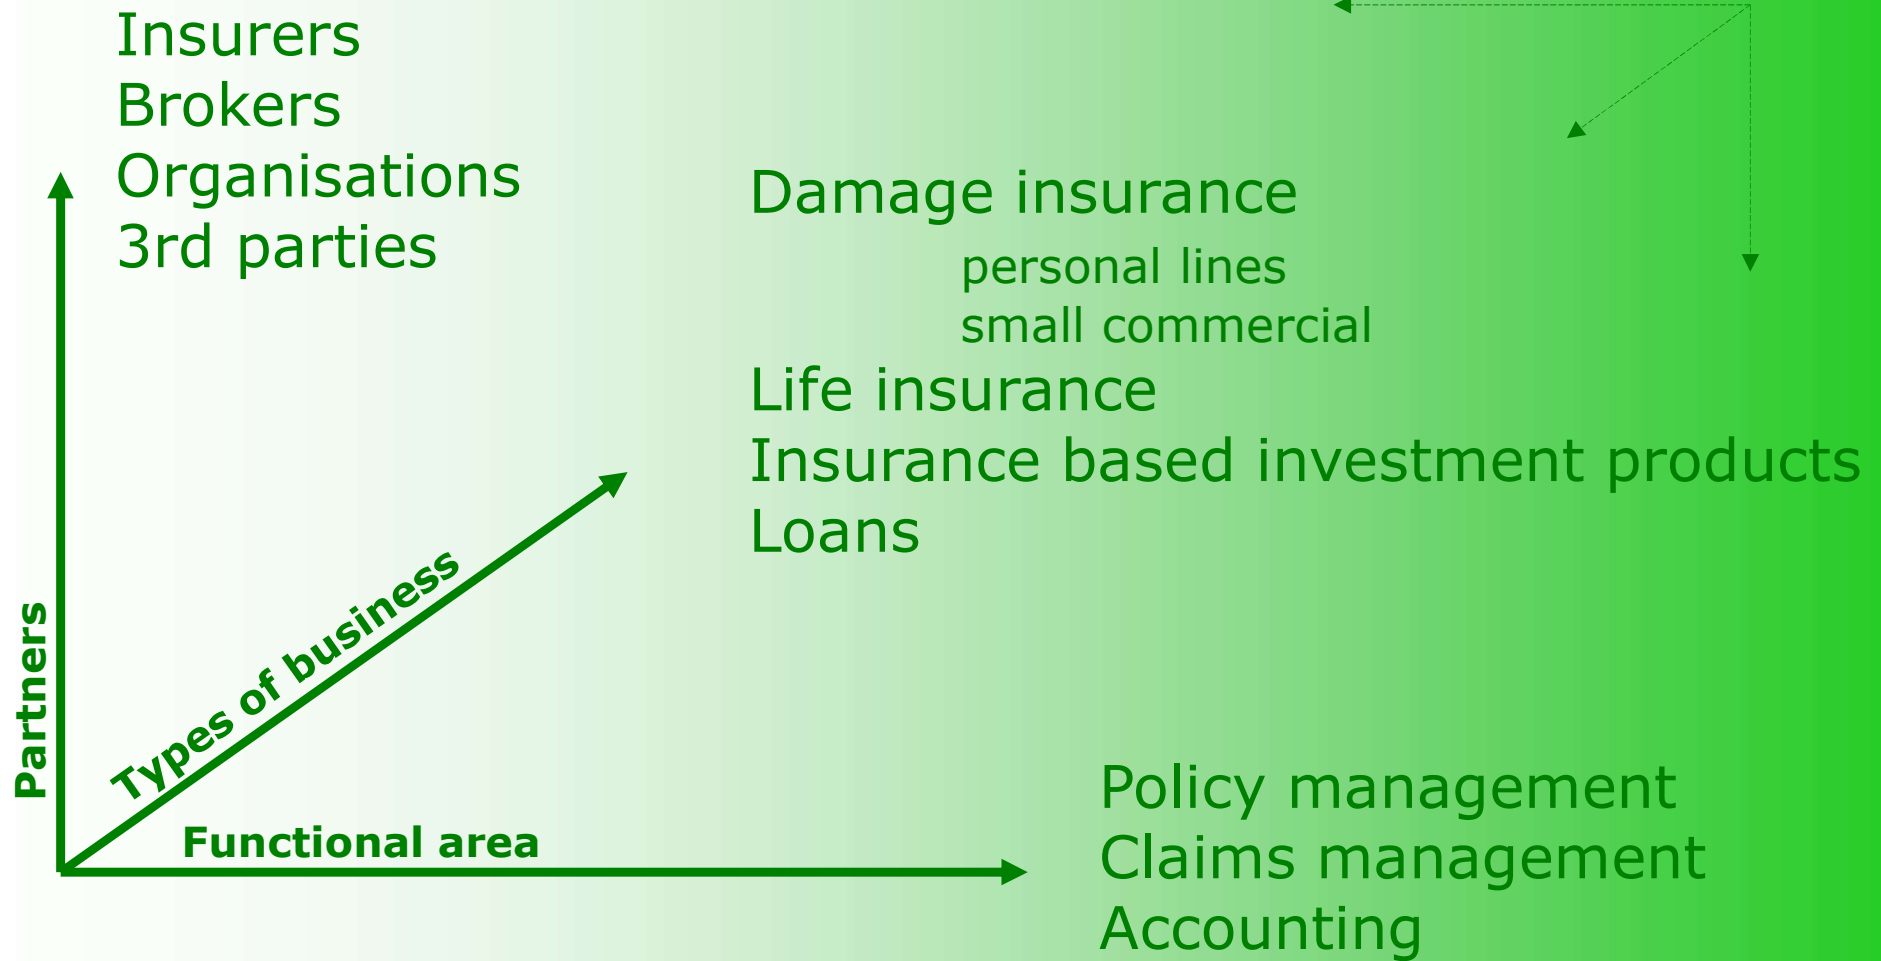 Insurers
Brokers
Organisations
3rd parties
Damage insurance
personal lines
small commercial
Life insurance
Insurance based investment products
Loans
Partners
Types of business
Functional area
Policy management
Claims management
Accounting